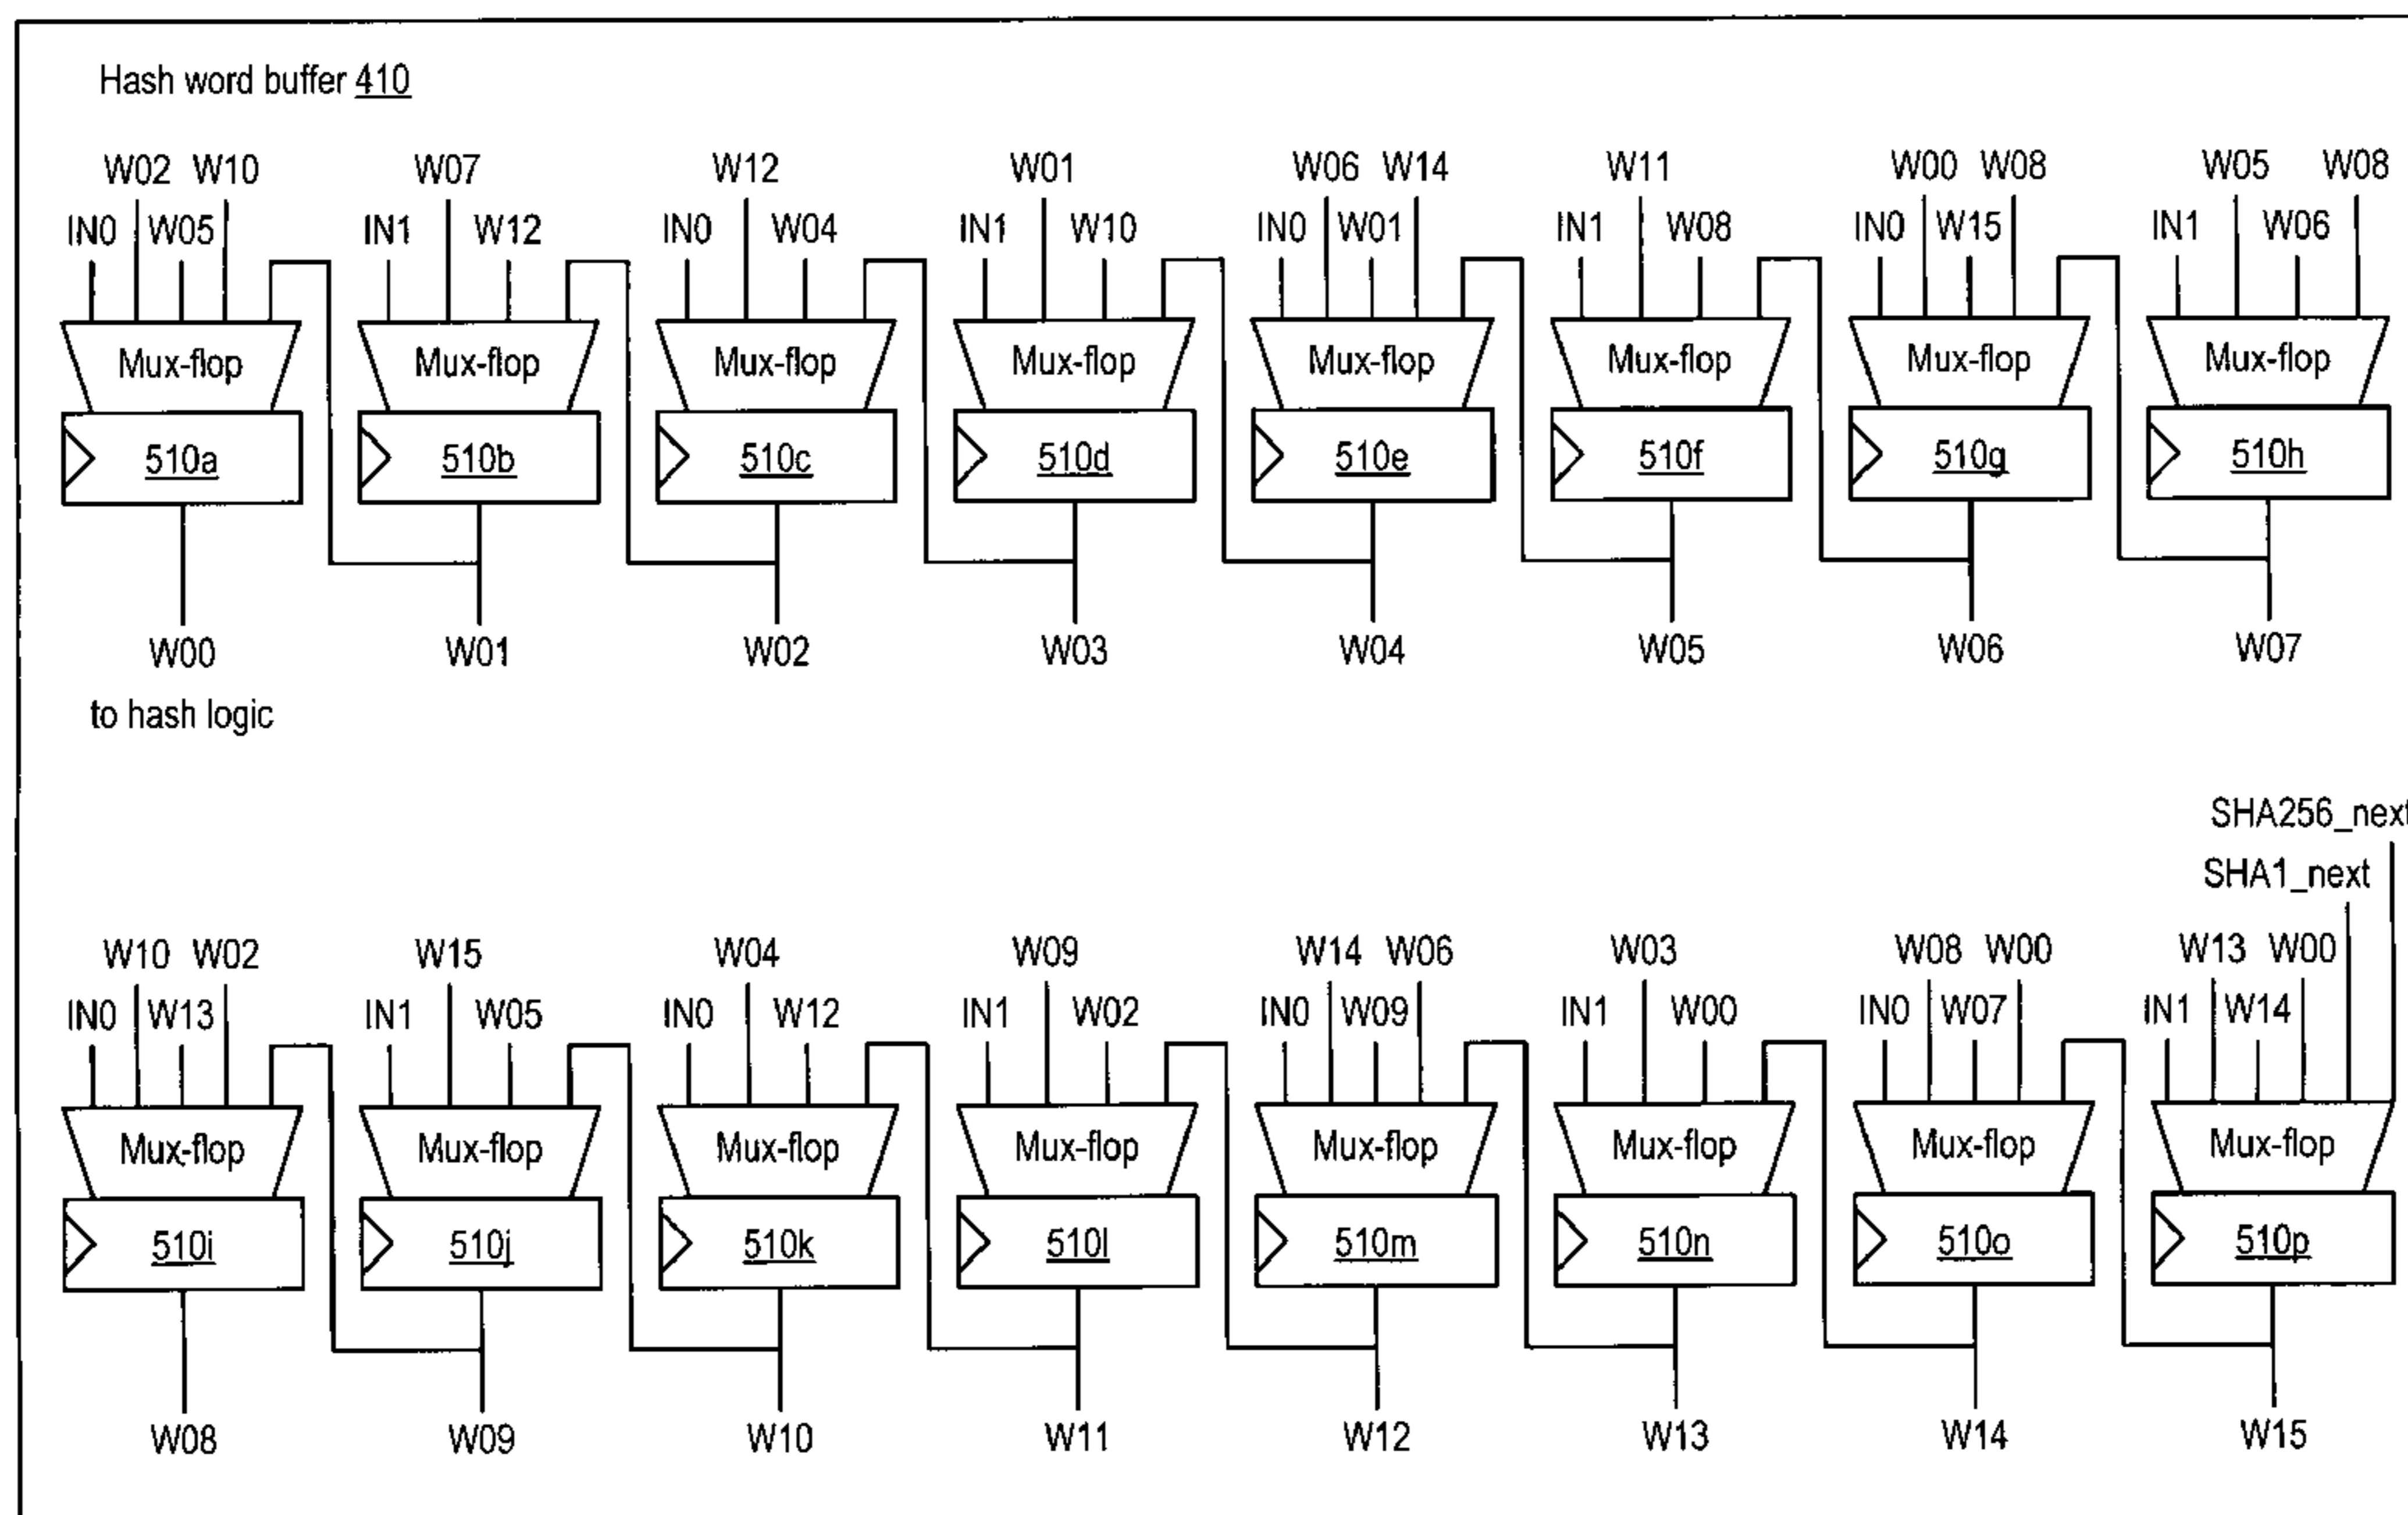 Hash word buffer 410
W02 W10 W07 W12 W01 W06 W14 W11 W00 W08 W05 W08
IN0 W05 IN1 W12 IN0 W04 IN1 W10 IN0 W01 IN1 W08 IN0 W15 IN1 W06
Mux-flop Mux-flop Mux-flop Mux-flop Mux-flop Mux-flop Mux-flop Mux-flop
510a 510b 510c 510d 510e 510f 510g 510h
W00 W01 W02 W03 W04 W05 W06 W07
to hash logic
SHA256_next
SHA1_next
W10 W02 W15 W04 W09 W14 W06 W03 W08 W00 W13 W00
IN0 W13 IN1 W05 IN0 W12 IN1 W02 IN0 W09 IN1 W00 IN0 W07 IN1 W14
Mux-flop Mux-flop Mux-flop Mux-flop Mux-flop Mux-flop Mux-flop Mux-flop
510i 510j 510k 510l 510m 510n 510o 510p
W08 W09 W10 W11 W12 W13 W14 W15